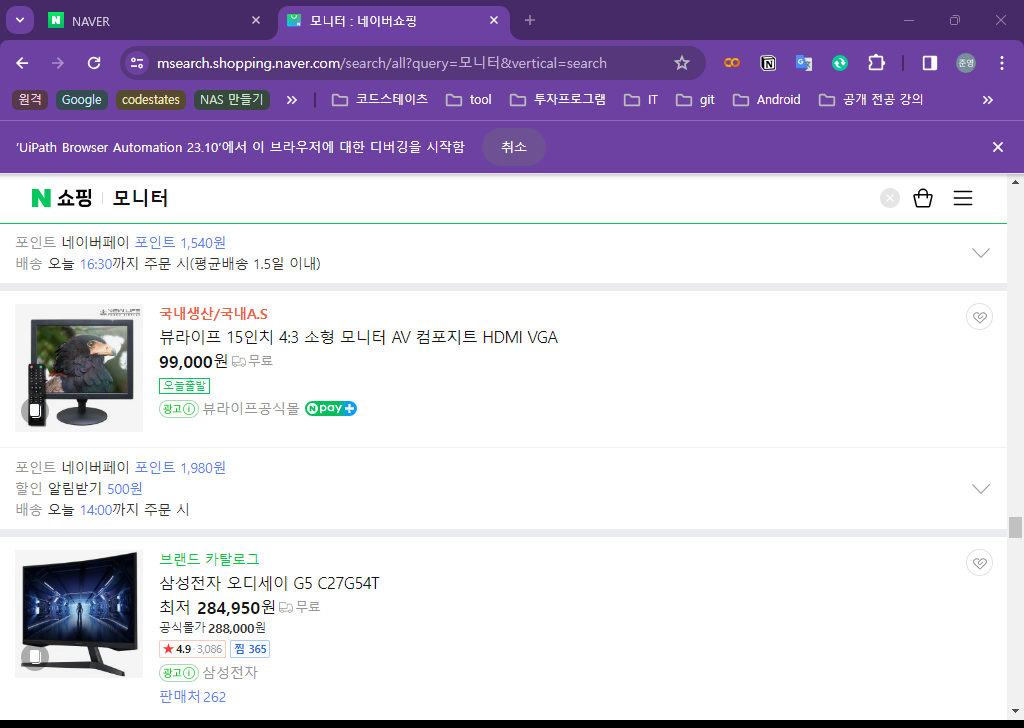 NAVER
모니터 : 네이버쇼핑
msearch.shopping.naver.com/search/all?query=모니터&vertical=search
준영
원격 Google codestates NAS 만들기 » 코드스테이츠 tool 투자프로그램 IT git Android 공개 전공 강의 »
'UiPath Browser Automation 23.10'에서 이 브라우저에 대한 디버깅을 시작함 취소
N 쇼핑 모니터
포인트 네이버페이 포인트 1,540원
배송 오늘 16:30까지 주문 시(평균배송 1.5일 이내)
국내생산/국내A.S
뷰라이프 15인치 4:3 소형 모니터 AV 컴포지트 HDMI VGA
99,000원 무료
오늘출발
광고 뷰라이프공식몰 N pay +
포인트 네이버페이 포인트 1,980원
할인 알림받기 500원
배송 오늘 14:00까지 주문 시
브랜드 카탈로그
삼성전자 오디세이 G5 C27G54T
최저 284,950원 무료
공식몰가 288,000원
★ 4.9 · 3,086 찜 365
광고 삼성전자
판매처 262